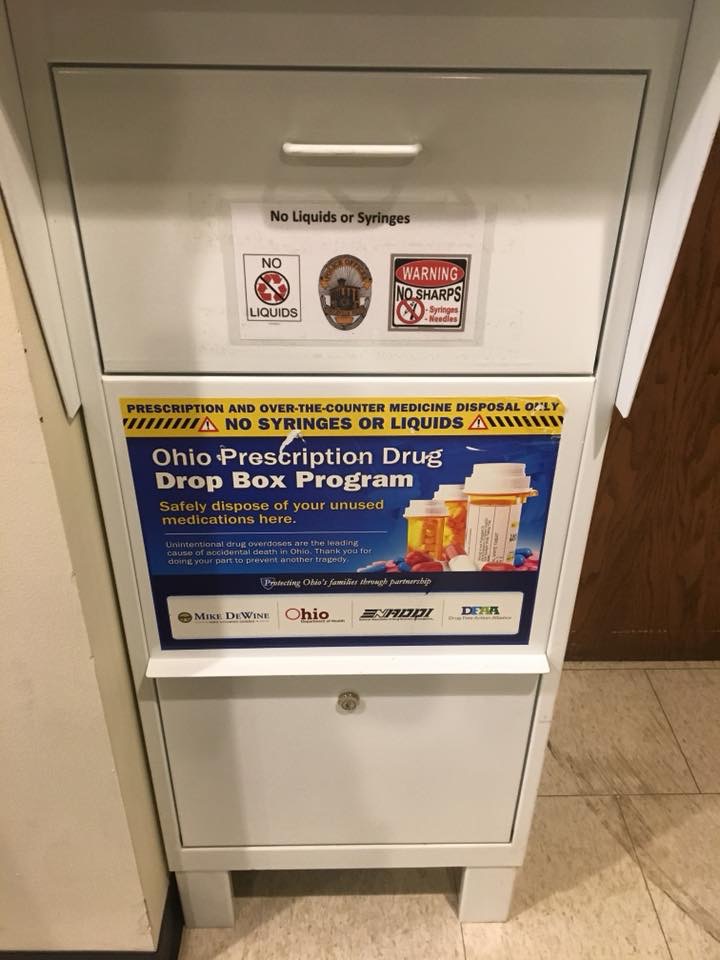 No Liquids or Syringes
NO
LIQUIDS
WARNING
NO SHARPS
- Syringes
- Needles
PRESCRIPTION AND OVER-THE-COUNTER MEDICINE DISPOSAL ONLY
NO SYRINGES OR LIQUIDS
Ohio Prescription Drug
Drop Box Program
Safely dispose of your unused
medications here.
Unintentional drug overdoses are the leading
cause of accidental death in Ohio. Thank you for
doing your part to prevent another tragedy.
Protecting Ohio's families through partnership
MIKE DEWINE
Ohio
Department of Health
NADDI
DFAA
Drug Free Action Alliance